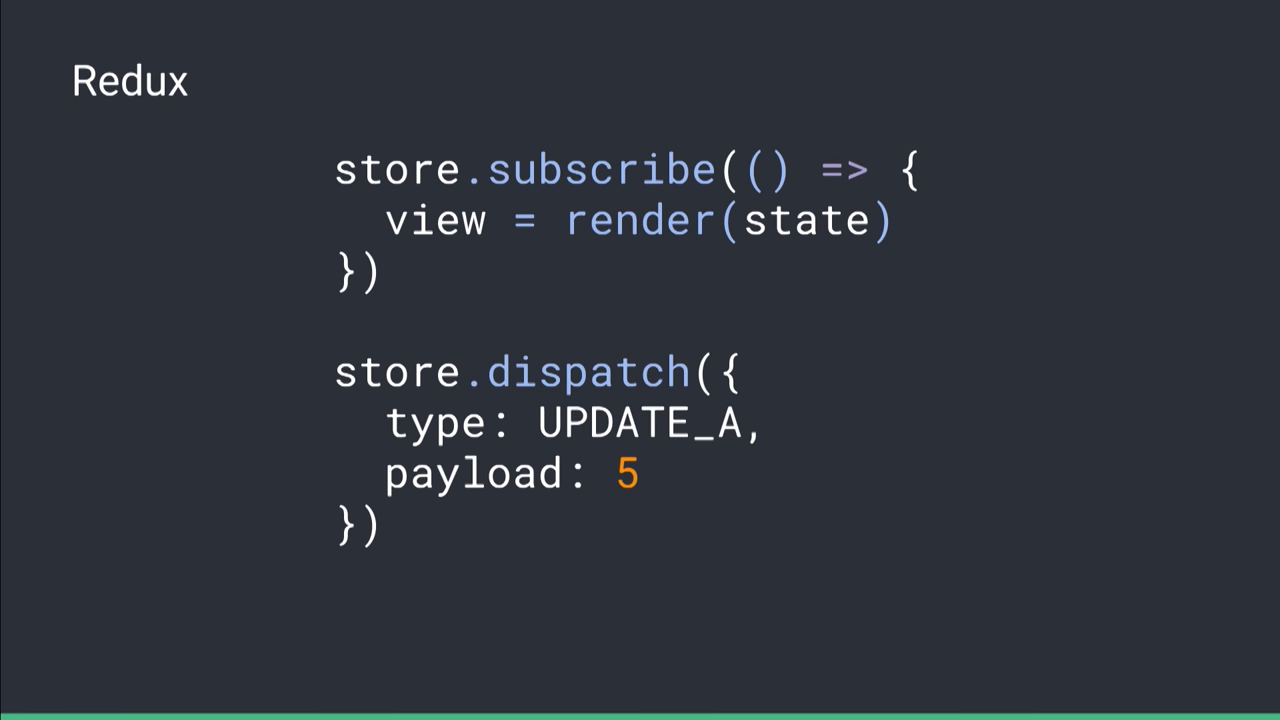 Redux
store.subscribe(() => {
  view = render(state)
})
store.dispatch({
  type: UPDATE_A,
  payload: 5
})